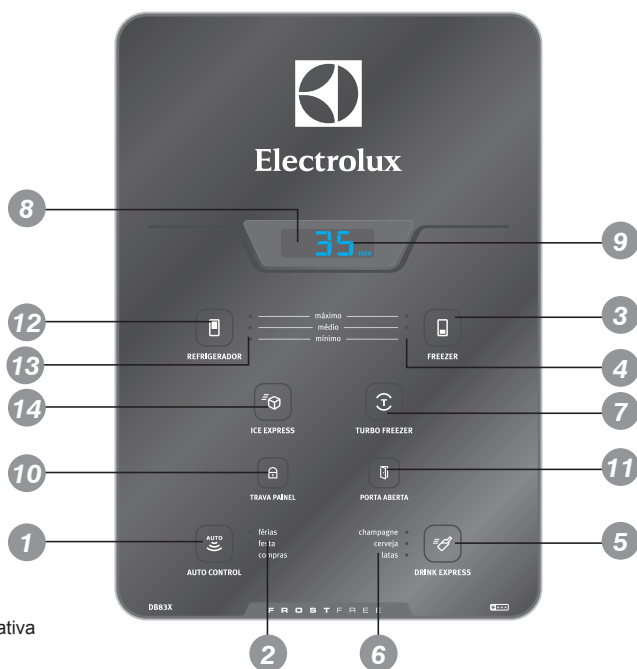 Electrolux
8
35 min
9
12
máximo
médio
mínimo
3
REFRIGERADOR
FREEZER
13
4
14
7
ICE EXPRESS
TURBO FREEZER
10
11
TRAVA PAINEL
PORTA ABERTA
1
AUTO
férias
festa
compras
champagne
cerveja
latas
5
AUTO CONTROL
DRINK EXPRESS
DB83X
FROSTFREE
ativa
2
6